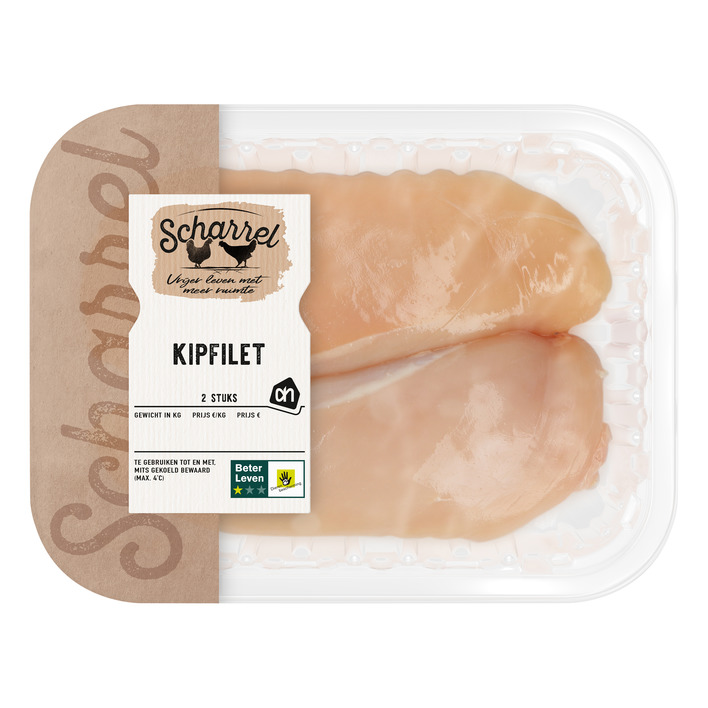 Scharrel
Scharrel
Vrijer leven met
meer ruimte
KIPFILET
2 STUKS
ah
GEWICHT IN KG PRIJS €/KG PRIJS €
TE GEBRUIKEN TOT EN MET,
MITS GEKOELD BEWAARD
(MAX. 4°C)
Beter
Leven